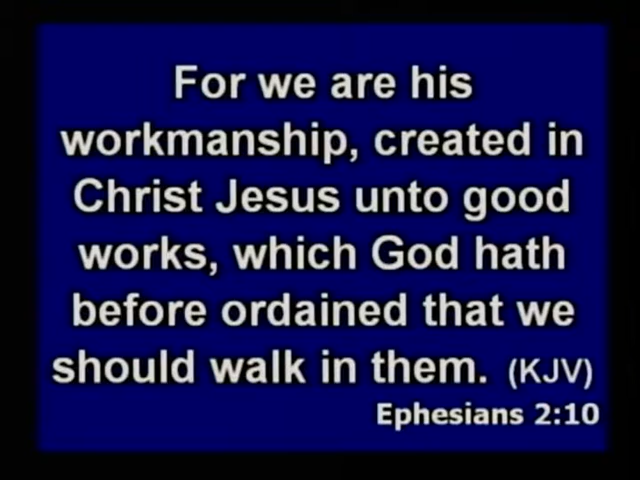 For we are his
workmanship, created in
Christ Jesus unto good
works, which God hath
before ordained that we
should walk in them. (KJV)
Ephesians 2:10